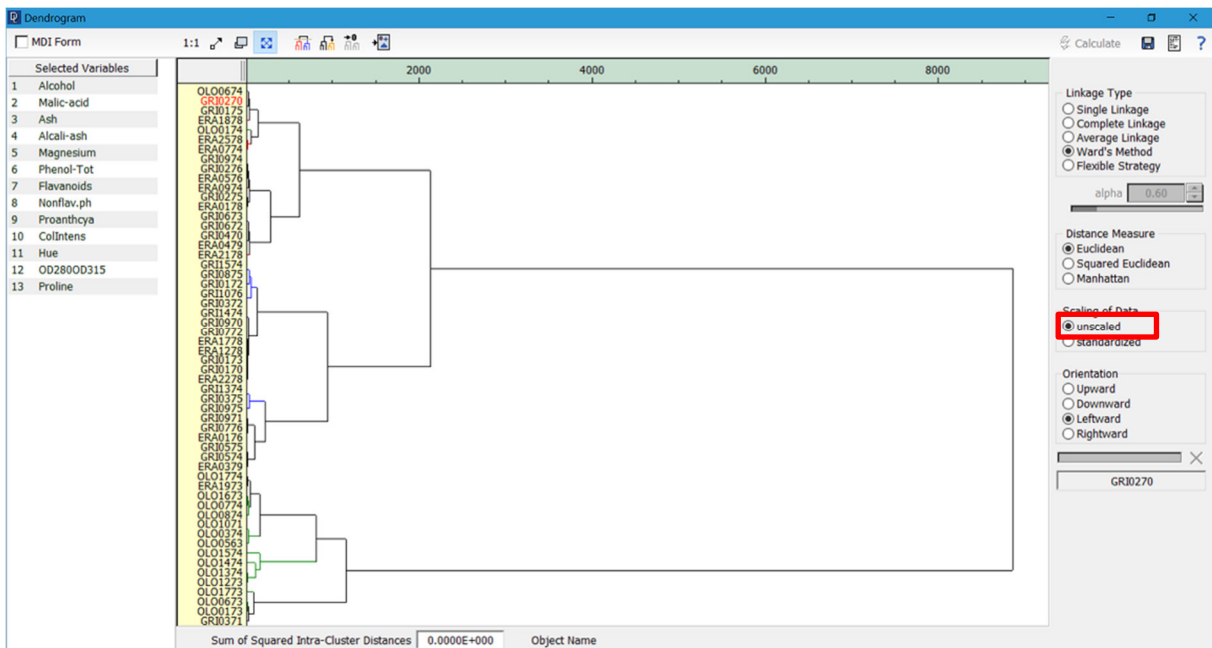 Dendrogram
MDI Form
1:1
Calculate
?
Selected Variables
1 Alcohol
2 Malic-acid
3 Ash
4 Alcali-ash
5 Magnesium
6 Phenol-Tot
7 Flavanoids
8 Nonflav.ph
9 Proanthcya
10 ColIntens
11 Hue
12 OD280OD315
13 Proline
2000 4000 6000 8000
OLO0674
GRI0270
GRI0175
ERA1878
OLO0174
ERA2578
ERA0774
GRI0974
GRI0276
ERA0576
ERA0974
GRI0275
ERA0178
GRI0673
GRI0672
GRI0470
ERA0479
ERA2178
GRI1574
GRI0875
GRI0172
GRI1076
GRI0372
GRI1474
GRI0970
GRI0772
ERA1778
ERA1278
GRI0173
GRI0170
ERA2278
GRI1374
GRI0375
GRI0975
GRI0971
GRI0776
ERA0176
GRI0575
GRI0574
ERA0379
OLO1774
ERA1973
OLO1673
OLO0774
OLO0874
OLO1071
OLO0374
OLO0563
OLO1574
OLO1474
OLO1374
OLO1273
OLO1773
OLO0673
OLO0173
GRI0371
Linkage Type
Single Linkage
Complete Linkage
Average Linkage
Ward's Method
Flexible Strategy
alpha 0.60
Distance Measure
Euclidean
Squared Euclidean
Manhattan
Scaling of Data
unscaled
standardized
Orientation
Upward
Downward
Leftward
Rightward
GRI0270
Sum of Squared Intra-Cluster Distances 0.0000E+000 Object Name